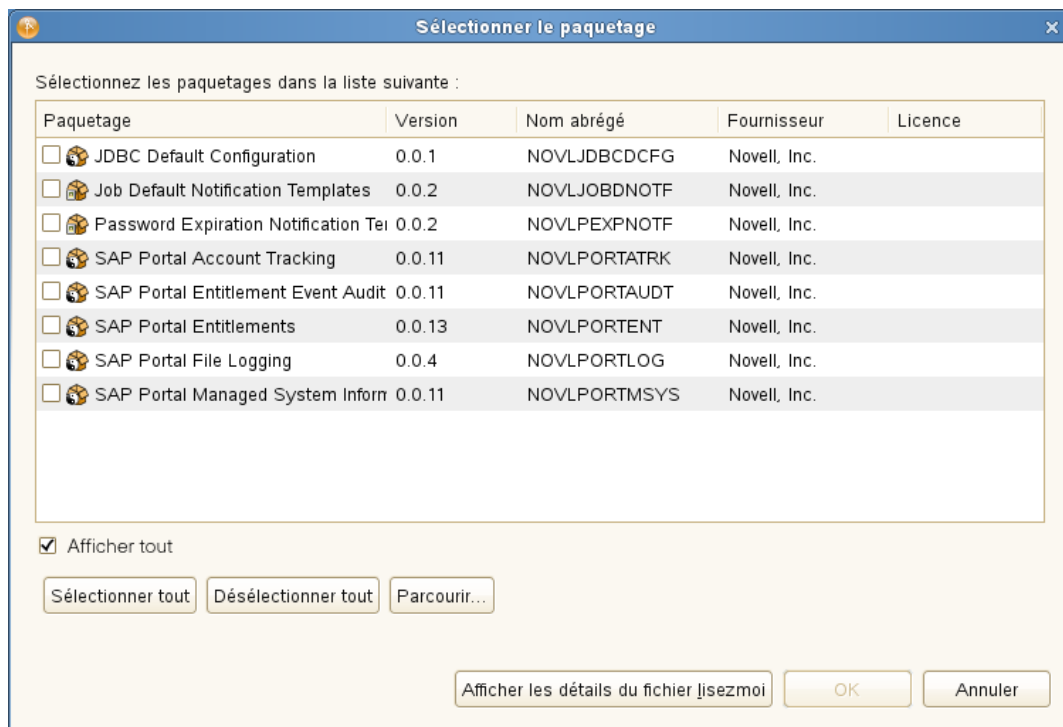 Sélectionner le paquetage
Sélectionnez les paquetages dans la liste suivante :
Paquetage Version Nom abrégé Fournisseur Licence
JDBC Default Configuration 0.0.1 NOVLJDBCDCFG Novell, Inc.
Job Default Notification Templates 0.0.2 NOVLJOBDNOTF Novell, Inc.
Password Expiration Notification Te 0.0.2 NOVLPEXPNOTF Novell, Inc.
SAP Portal Account Tracking 0.0.11 NOVLPORTATRK Novell, Inc.
SAP Portal Entitlement Event Audit 0.0.11 NOVLPORTAUDT Novell, Inc.
SAP Portal Entitlements 0.0.13 NOVLPORTENT Novell, Inc.
SAP Portal File Logging 0.0.4 NOVLPORTLOG Novell, Inc.
SAP Portal Managed System Inform 0.0.11 NOVLPORTMSYS Novell, Inc.
Afficher tout
Sélectionner tout Désélectionner tout Parcourir...
Afficher les détails du fichier lisezmoi OK Annuler